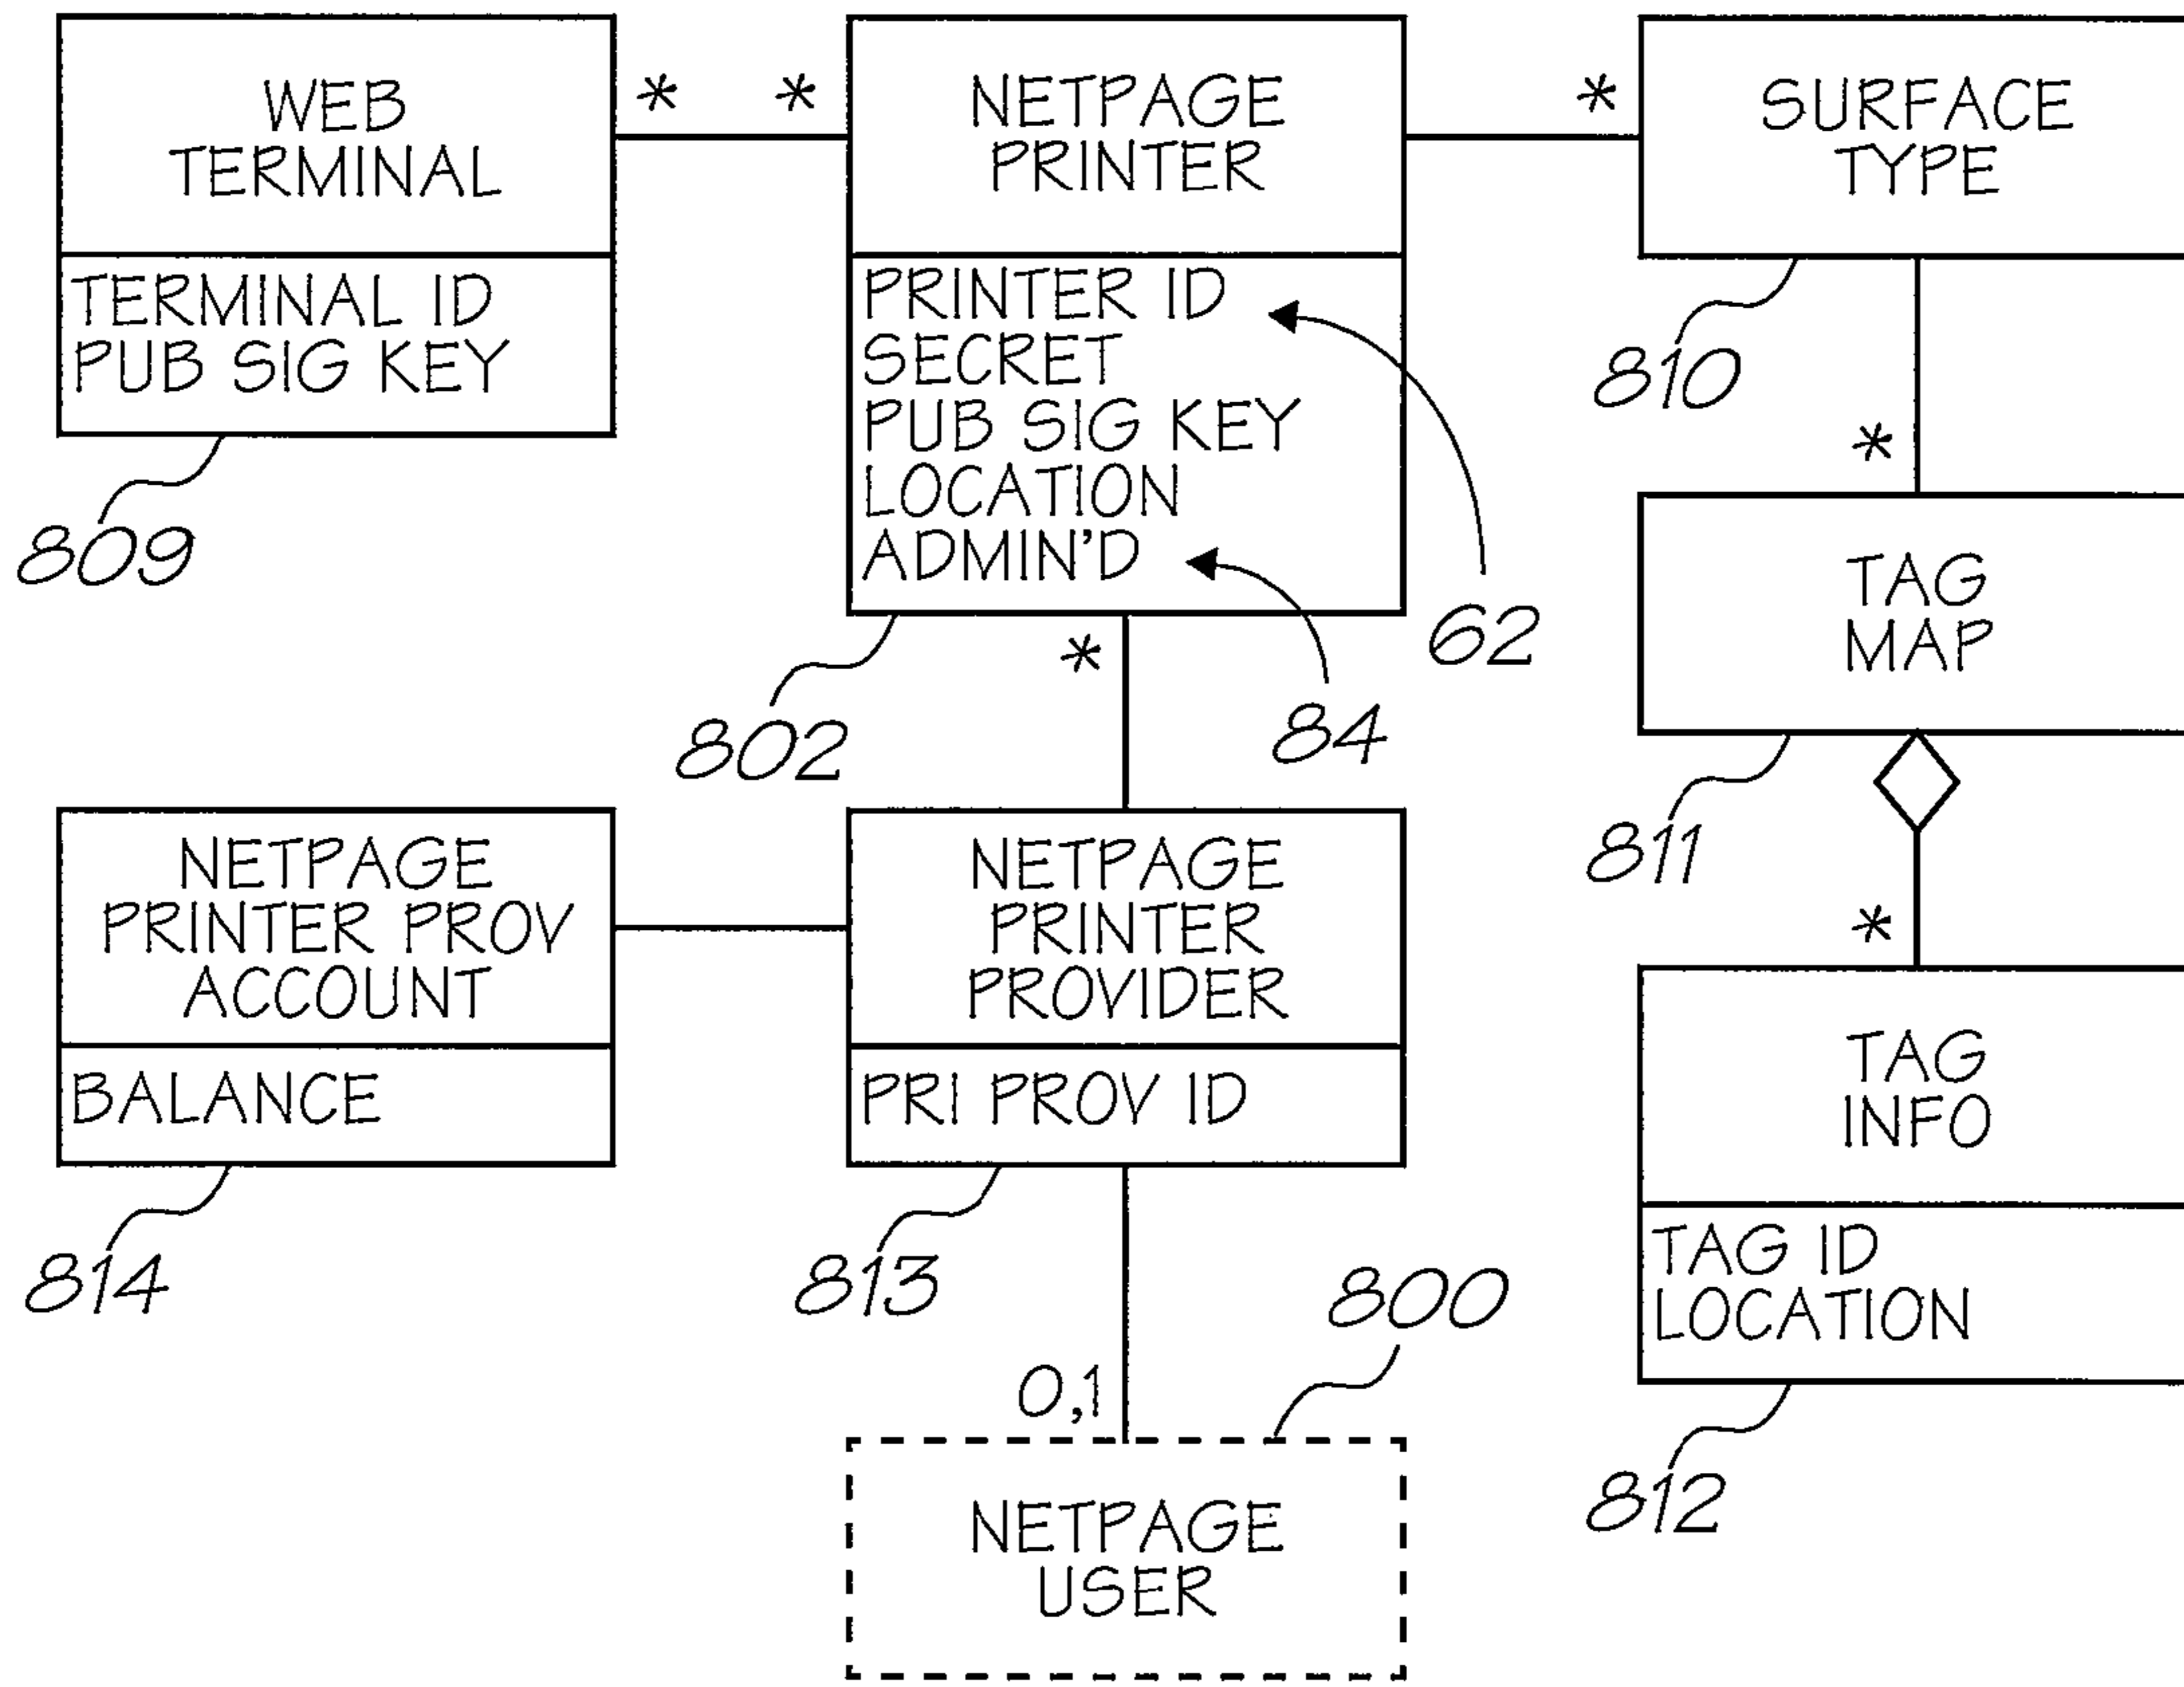 WEB
TERMINAL
TERMINAL ID
PUB SIG KEY
809
*
*
NETPAGE
PRINTER
PRINTER ID
SECRET
PUB SIG KEY
LOCATION
ADMIN'D
62
84
802
*
*
SURFACE
TYPE
810
*
TAG
MAP
811
*
NETPAGE
PRINTER PROV
ACCOUNT
BALANCE
814
NETPAGE
PRINTER
PROVIDER
PRI PROV ID
813
TAG
INFO
TAG ID
LOCATION
812
0,1
800
NETPAGE
USER